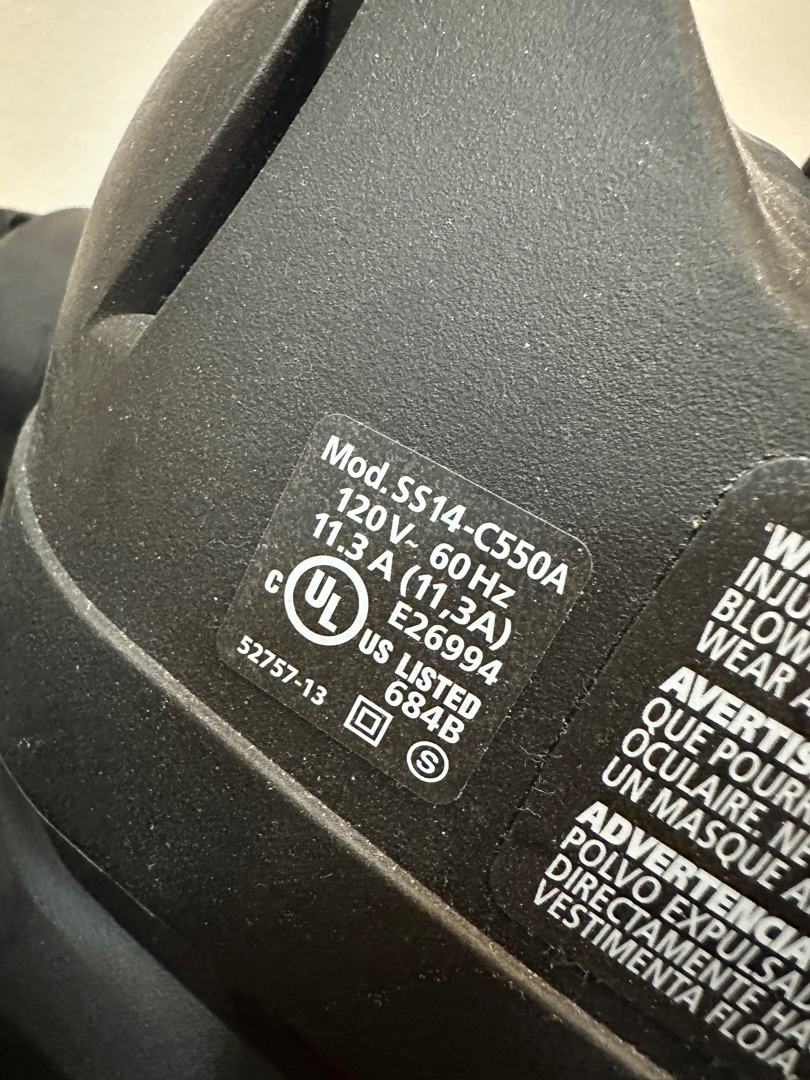 Mod. SS14-C550A
120 V~ 60 Hz
11.3 A (11,3A)
C UL US E26994
LISTED
684B
52757-13
S
INJU
BLOW
WEAR A
AVERTIS
QUE POUR
OCULAIRE. NE
UN MASQUE A
ADVERTENCIA
POLVO EXPULSA
DIRECTAMENTE HA
VESTIMENTA FLOJA,